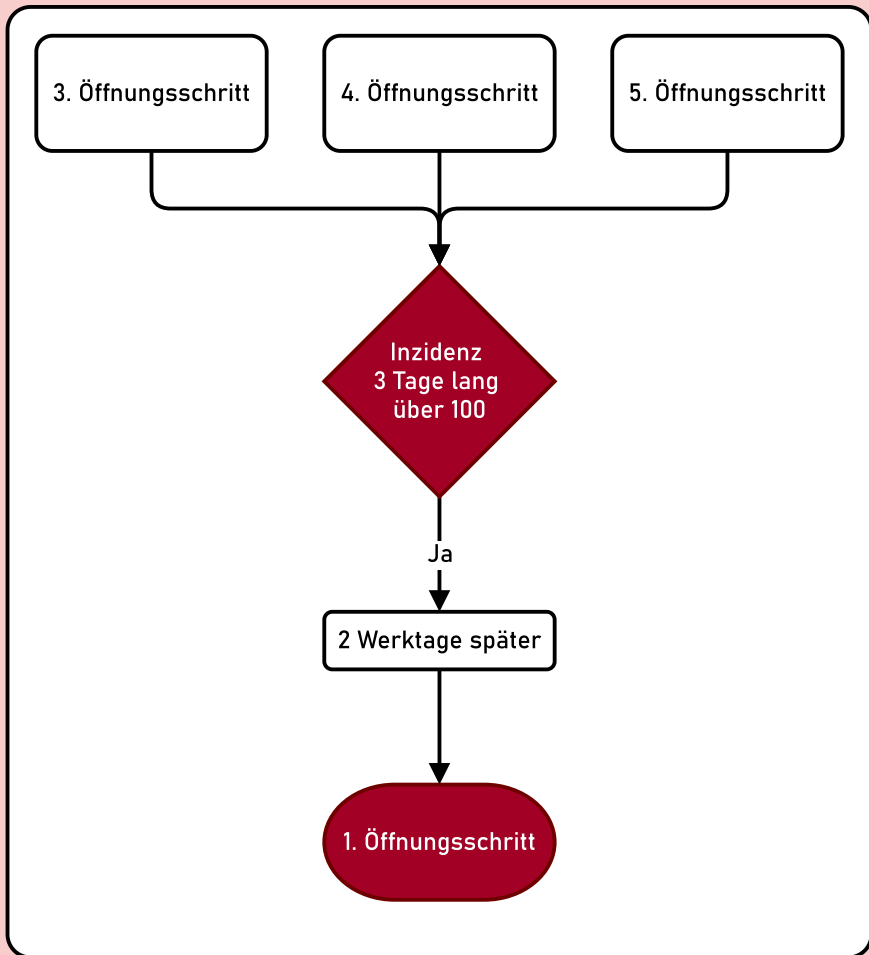 3. Öffnungsschritt
4. Öffnungsschritt
5. Öffnungsschritt
Inzidenz
3 Tage lang
über 100
Ja
2 Werktage später
1. Öffnungsschritt